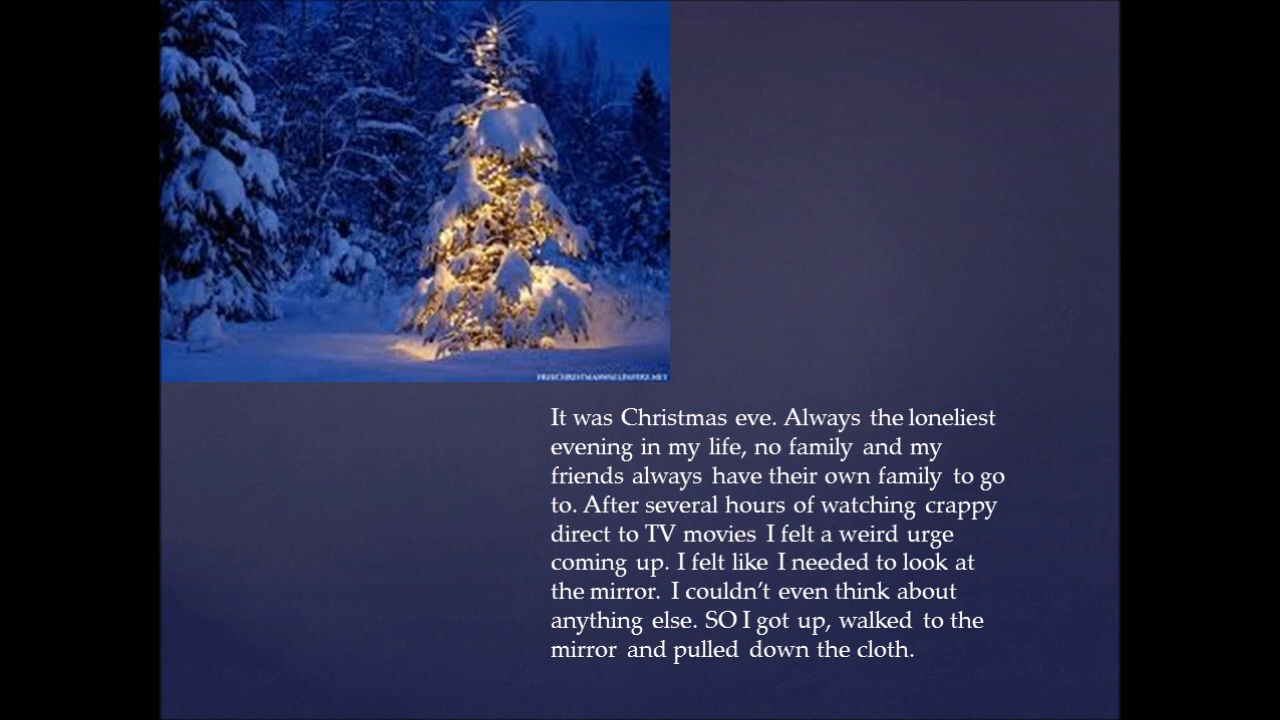 It was Christmas eve. Always the loneliest
evening in my life, no family and my
friends always have their own family to go
to. After several hours of watching crappy
direct to TV movies I felt a weird urge
coming up. I felt like I needed to look at
the mirror. I couldn't even think about
anything else. SO I got up, walked to the
mirror and pulled down the cloth.